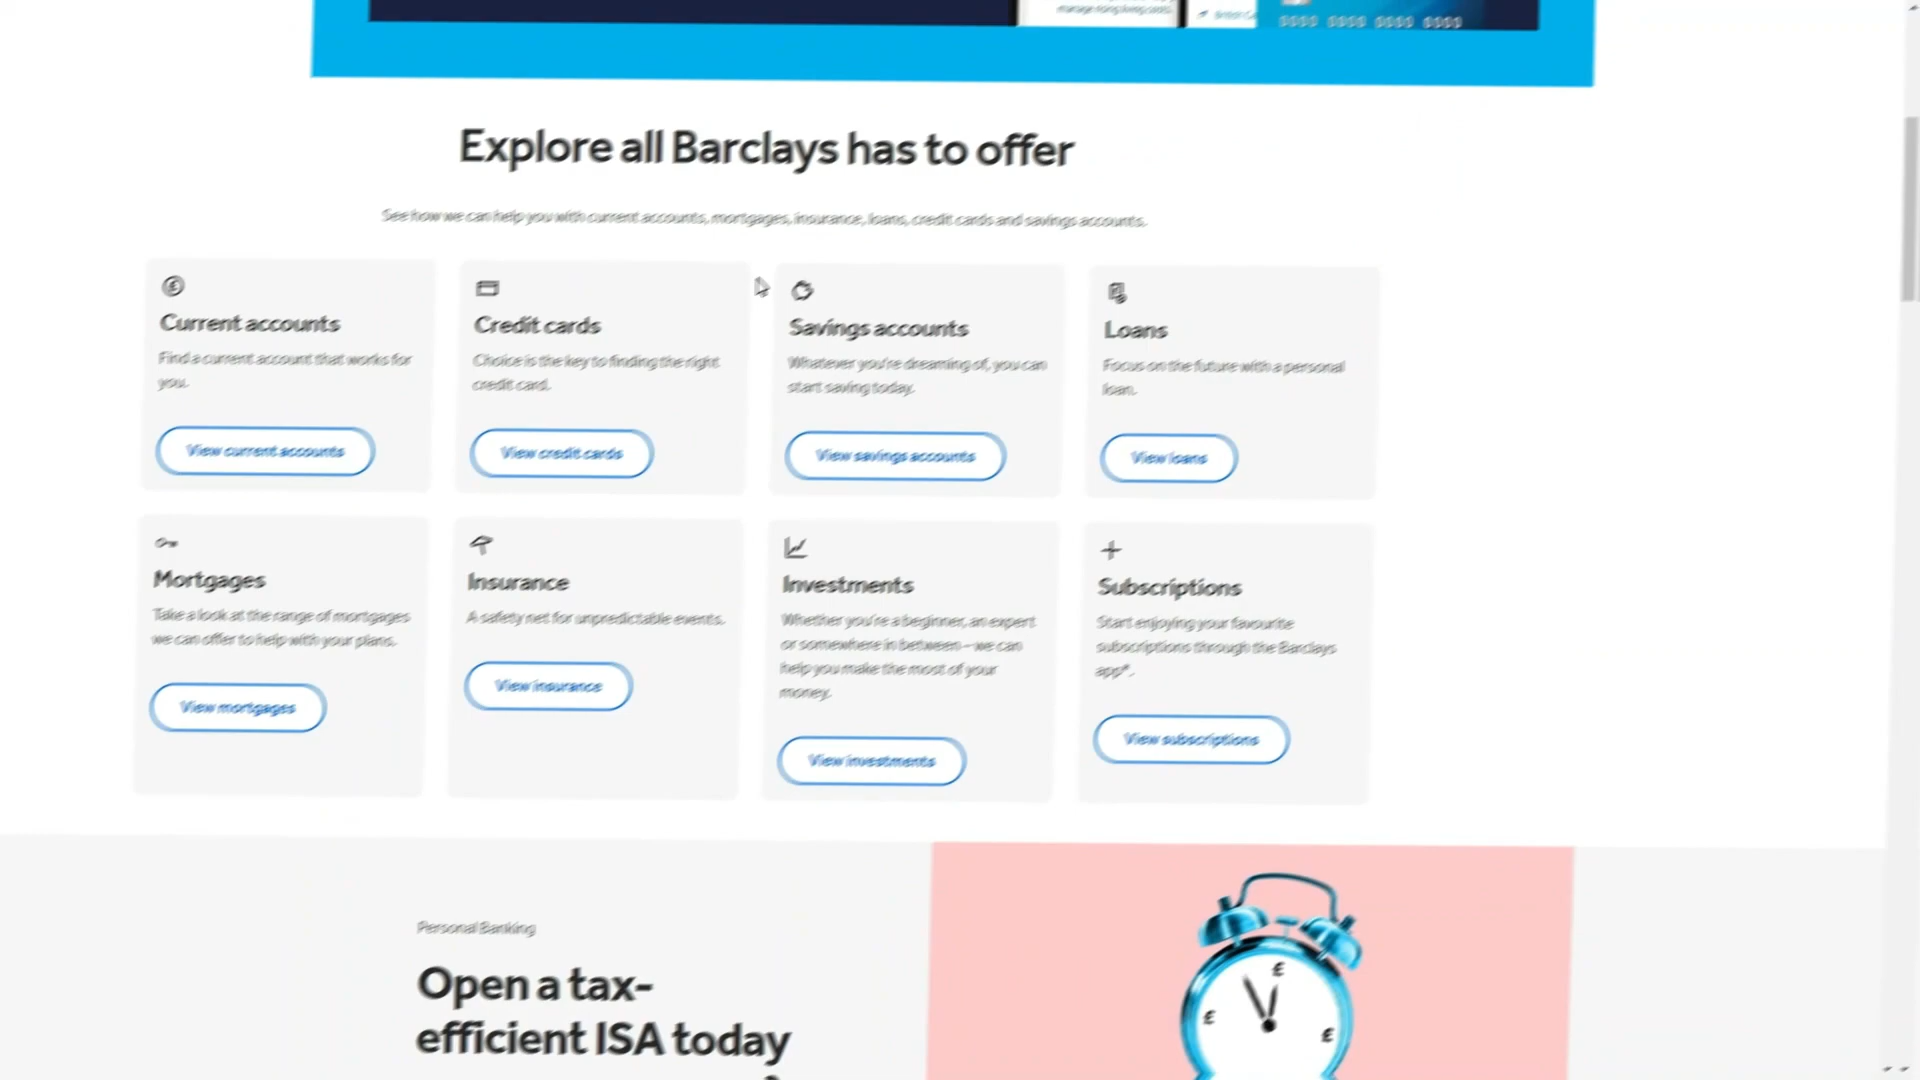 manage rising living costs.
Explore all Barclays has to offer
See how we can help you with current accounts, mortgages, insurance, loans, credit cards and savings accounts.
Current accounts
Find a current account that works for
you.
View current accounts
Credit cards
Choice is the key to finding the right
credit card.
View credit cards
Savings accounts
Whatever you're dreaming of, you can
start saving today.
View savings accounts
Loans
Focus on the future with a personal
loan.
View loans
Mortgages
Take a look at the range of mortgages
we can offer to help with your plans.
View mortgages
Insurance
A safety net for unpredictable events.
View insurance
Investments
Whether you're a beginner, an expert
or somewhere in between – we can
help you make the most of your
money.
View investments
Subscriptions
Start enjoying your favourite
subscriptions through the Barclays
app*.
View subscriptions
Personal Banking
Open a tax-
efficient ISA today
£
£
£